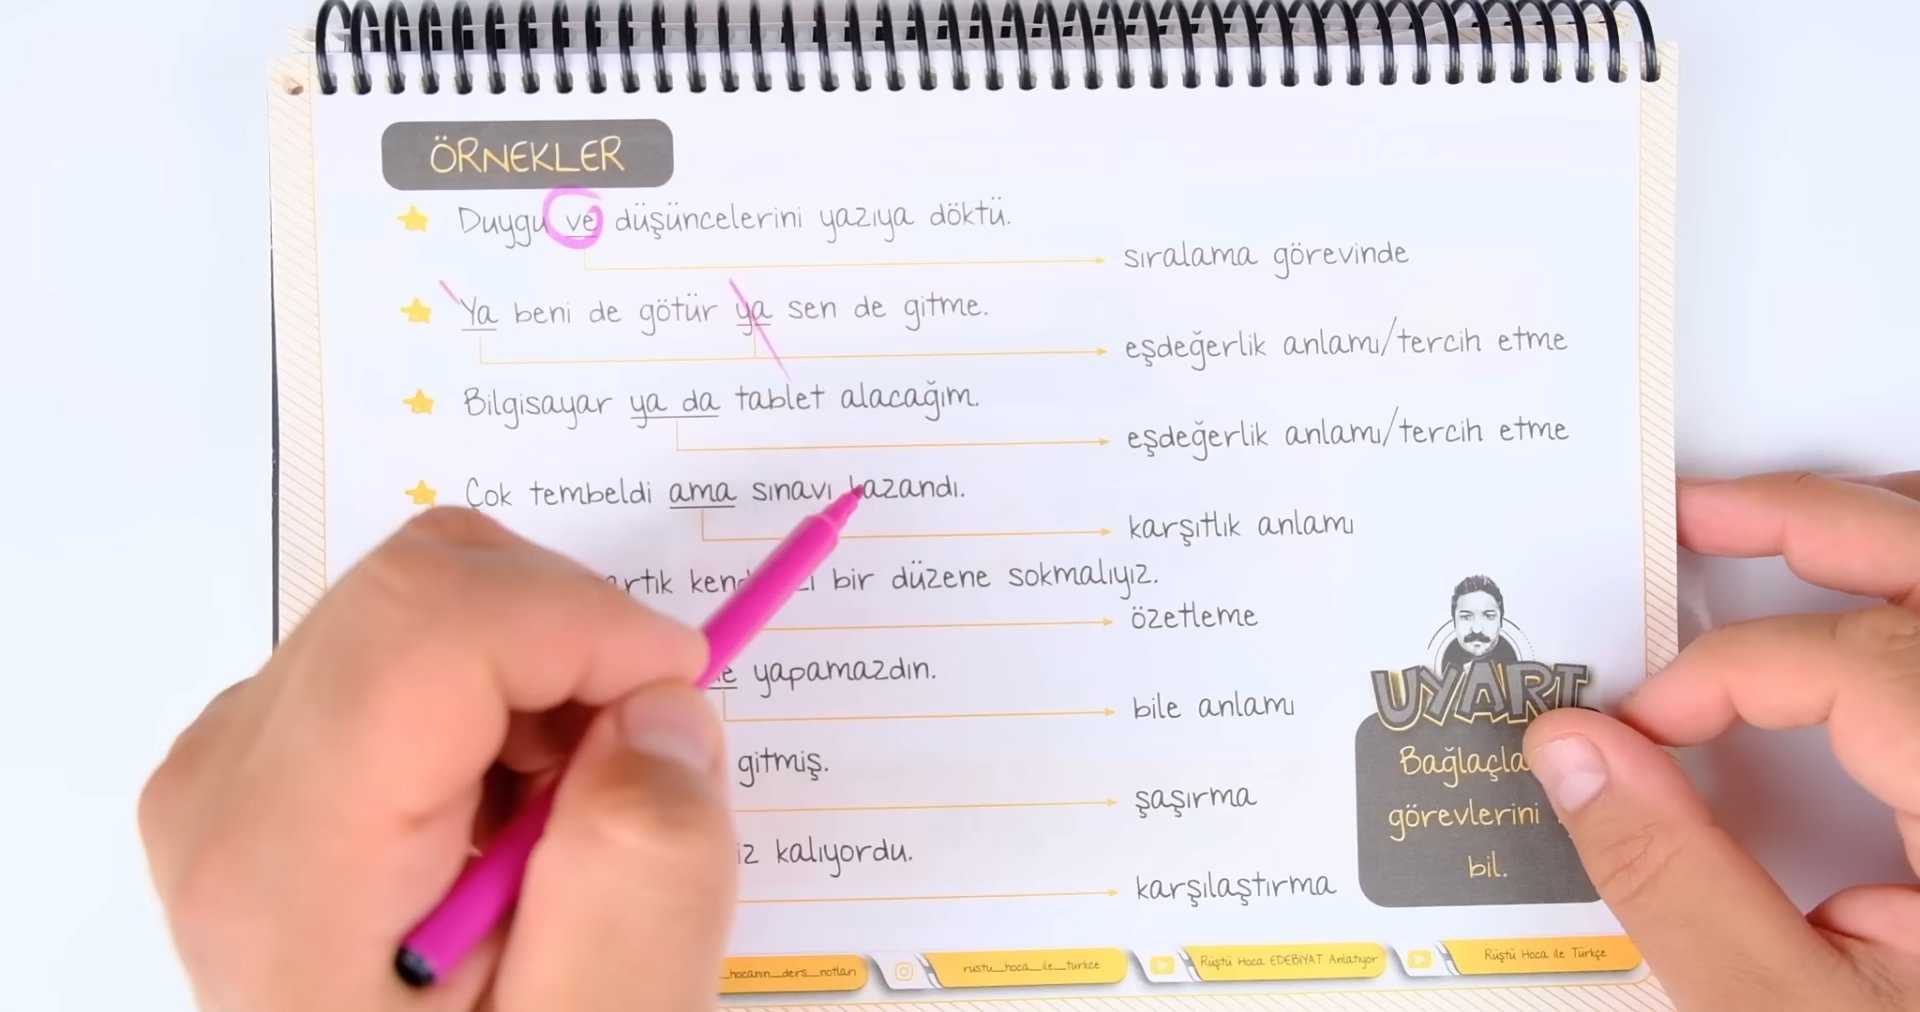 ÖRNEKLER
Duygu ve düşüncelerini yazıya döktü.
sıralama görevinde
Ya beni de götür ya sen de gitme.
eşdeğerlik anlamı/tercih etme
Bilgisayar ya da tablet alacağım.
eşdeğerlik anlamı/tercih etme
Çok tembeldi ama sınavı kazandı.
karşıtlık anlamı
bir düzene sokmalıyız.
özetleme
yapamazdın.
bile anlamı
gitmiş.
şaşırma
kalıyordu.
karşılaştırma
UYARI
görevlerini
bil.
rustu_hoca_ile_turkce
Rüştü Hoca EDEBİYAT Anlatıyor
Rüştü Hoca ile Türkçe